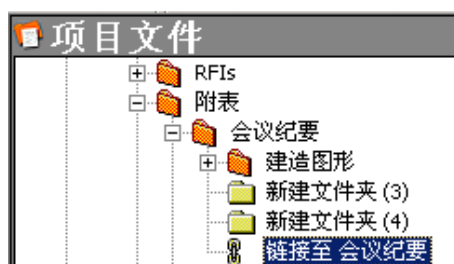 项目文件
RFIs
附表
会议纪要
建造图形
新建文件夹 (3)
新建文件夹 (4)
链接至 会议纪要